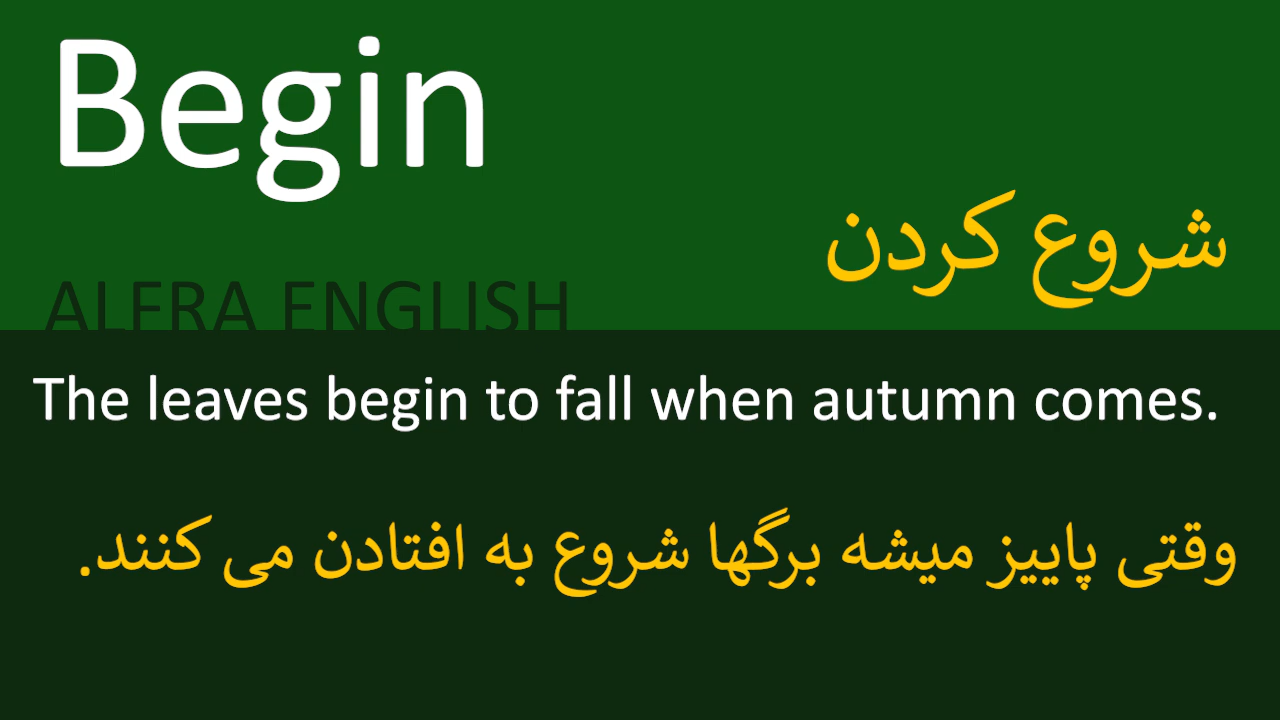 Begin
شروع کردن
ALFRA ENGLISH
The leaves begin to fall when autumn comes.
وقتی پاییز میشه برگها شروع به افتادن می کنند.